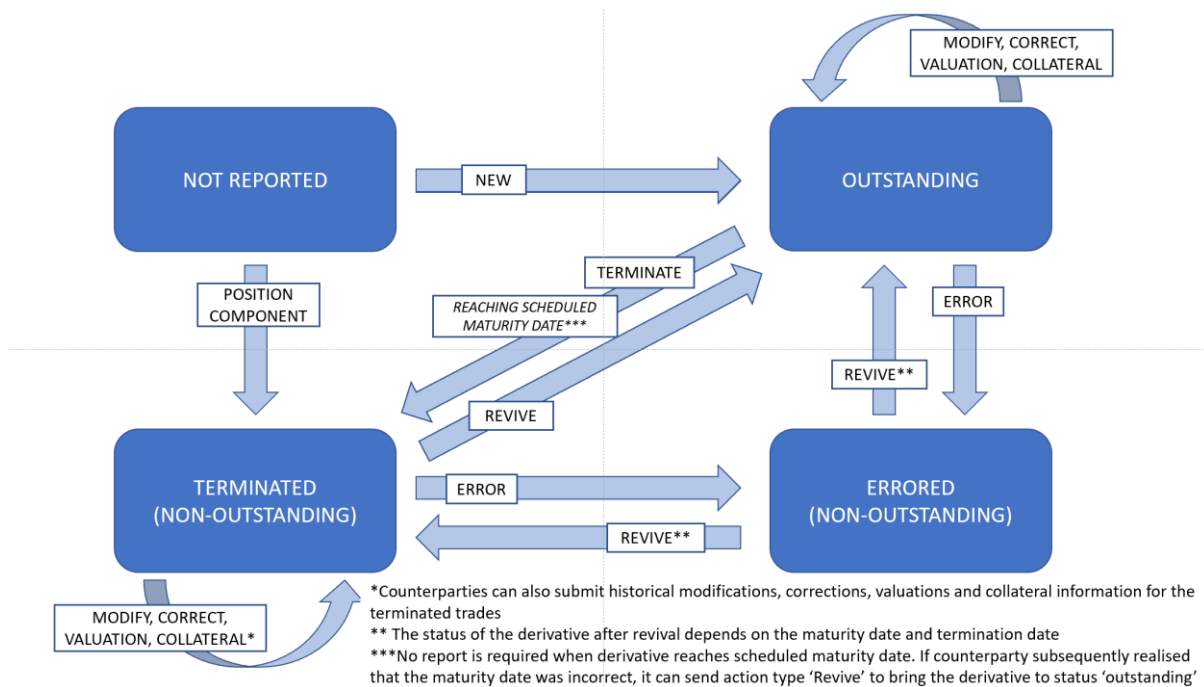 MODIFY, CORRECT,
VALUATION, COLLATERAL
NOT REPORTED
NEW
OUTSTANDING
TERMINATE
POSITION
COMPONENT
REACHING SCHEDULED
MATURITY DATE***
ERROR
REVIVE**
REVIVE
TERMINATED
(NON-OUTSTANDING)
ERROR
ERRORED
(NON-OUTSTANDING)
REVIVE**
MODIFY, CORRECT,
VALUATION, COLLATERAL*
*Counterparties can also submit historical modifications, corrections, valuations and collateral information for the
terminated trades
** The status of the derivative after revival depends on the maturity date and termination date
***No report is required when derivative reaches scheduled maturity date. If counterparty subsequently realised
that the maturity date was incorrect, it can send action type ‘Revive’ to bring the derivative to status ‘outstanding’